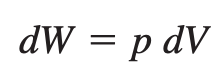 dW = p dV